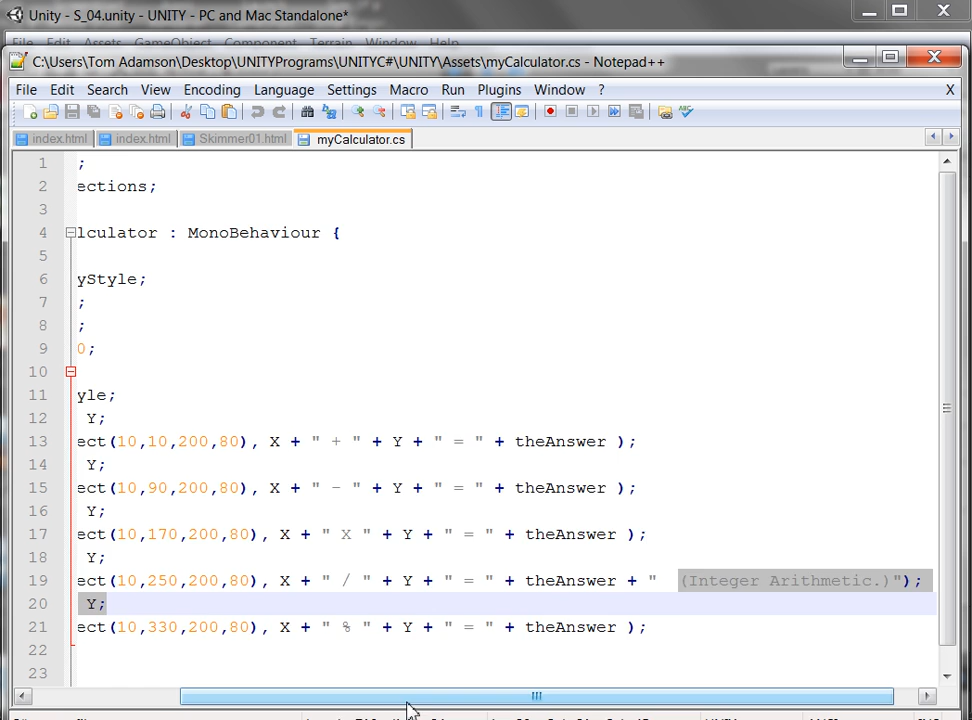 Unity - S_04.unity - UNITY - PC and Mac Standalone*
File Edit Assets GameObject Component Terrain Window Help
C:\Users\Tom Adamson\Desktop\UNITYPrograms\UNITYC#\UNITY\Assets\myCalculator.cs - Notepad++
File Edit Search View Encoding Language Settings Macro Run Plugins Window ? X
index.html index.html Skimmer01.html myCalculator.cs
1 ;
2 ections;
3
4 lculator : MonoBehaviour {
5
6 yStyle;
7 ;
8 ;
9 0;
10
11 yle;
12 Y;
13 ect(10,10,200,80), X + " + " + Y + " = " + theAnswer );
14 Y;
15 ect(10,90,200,80), X + " - " + Y + " = " + theAnswer );
16 Y;
17 ect(10,170,200,80), X + " X " + Y + " = " + theAnswer );
18 Y;
19 ect(10,250,200,80), X + " / " + Y + " = " + theAnswer + " (Integer Arithmetic.)");
20 Y;
21 ect(10,330,200,80), X + " % " + Y + " = " + theAnswer );
22
23